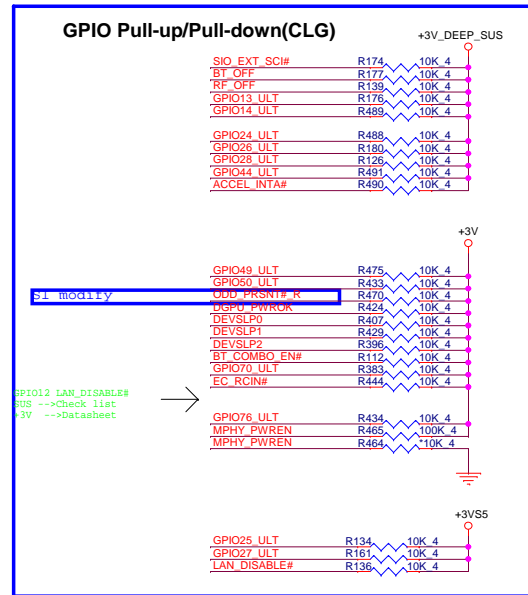 GPIO Pull-up/Pull-down(CLG)
+3V_DEEP_SUS
SIO_EXT_SCI# R174 10K_4
BT_OFF R177 10K_4
RF_OFF R139 10K_4
GPIO13_ULT R176 10K_4
GPIO14_ULT R489 10K_4
GPIO24_ULT R488 10K_4
GPIO26_ULT R180 10K_4
GPIO28_ULT R126 10K_4
GPIO44_ULT R491 10K_4
ACCEL_INTA# R490 10K_4
+3V
GPIO49_ULT R475 10K_4
GPIO50_ULT R433 10K_4
S1 modify ODD_PRSNT#_R R470 10K_4
DGPU_PWROK R424 10K_4
DEVSLP0 R407 10K_4
DEVSLP1 R429 10K_4
DEVSLP2 R396 10K_4
BT_COMBO_EN# R112 10K_4
GPIO70_ULT R383 10K_4
EC_RCIN# R444 10K_4
GPIO12 LAN_DISABLE#
SUS -->Check list
+3V -->Datasheet
GPIO76_ULT R434 10K_4
MPHY_PWREN R465 100K_4
MPHY_PWREN R464 *10K_4
+3VS5
GPIO25_ULT R134 10K_4
GPIO27_ULT R161 10K_4
LAN_DISABLE# R136 10K_4